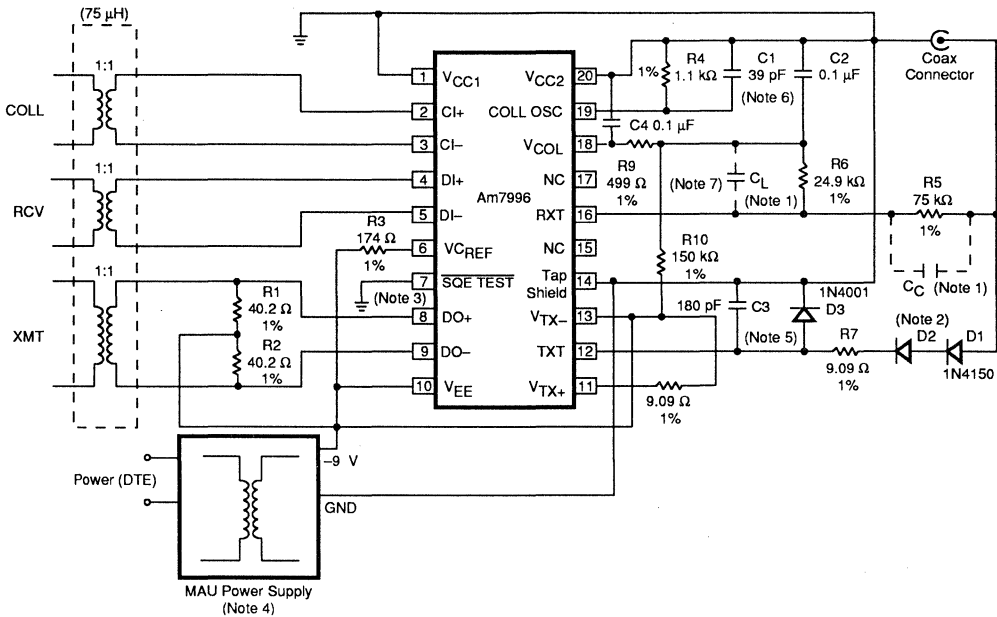 (75 µH)
1:1
COLL
1:1
RCV
1:1
XMT
R1
40.2 Ω
1%
R2
40.2 Ω
1%
R3
174 Ω
1%
(Note 3)
1 VCC1
2 CI+
3 CI–
4 DI+
5 DI–
6 VCREF
7 SQE TEST
8 DO+
9 DO–
10 VEE
Am7996
VCC2 20
COLL OSC 19
VCOL 18
NC 17
RXT 16
NC 15
Tap
Shield 14
VTX– 13
TXT 12
VTX+ 11
1%
R4
1.1 kΩ
C1
39 pF
(Note 6)
C2
0.1 µF
Coax
Connector
C4 0.1 µF
R9
499 Ω
1%
(Note 7)
CL
(Note 1)
R6
24.9 kΩ
1%
R5
75 kΩ
1%
CC (Note 1)
R10
150 kΩ
1%
180 pF
C3
(Note 5)
1N4001
D3
R7
9.09 Ω
1%
(Note 2)
D2
D1
1N4150
9.09 Ω
1%
–9 V
GND
Power (DTE)
MAU Power Supply
(Note 4)